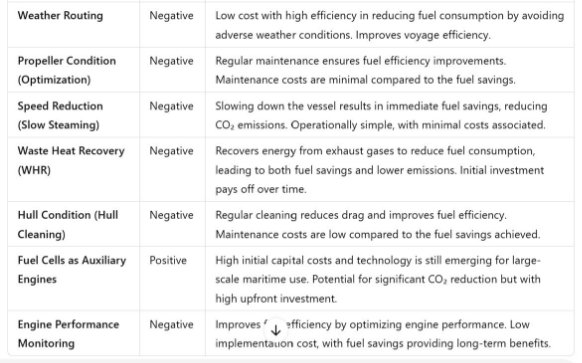 Weather Routing
Negative
Low cost with high efficiency in reducing fuel consumption by avoiding
adverse weather conditions. Improves voyage efficiency.
Propeller Condition
(Optimization)
Negative
Regular maintenance ensures fuel efficiency improvements.
Maintenance costs are minimal compared to the fuel savings.
Speed Reduction
(Slow Steaming)
Negative
Slowing down the vessel results in immediate fuel savings, reducing
CO₂ emissions. Operationally simple, with minimal costs associated.
Waste Heat Recovery
(WHR)
Negative
Recovers energy from exhaust gases to reduce fuel consumption,
leading to both fuel savings and lower emissions. Initial investment
pays off over time.
Hull Condition (Hull
Cleaning)
Negative
Regular cleaning reduces drag and improves fuel efficiency.
Maintenance costs are low compared to the fuel savings achieved.
Fuel Cells as Auxiliary
Engines
Positive
High initial capital costs and technology is still emerging for large-
scale maritime use. Potential for significant CO₂ reduction but with
high upfront investment.
Engine Performance
Monitoring
Negative
Improves efficiency by optimizing engine performance. Low
implementation cost, with fuel savings providing long-term benefits.